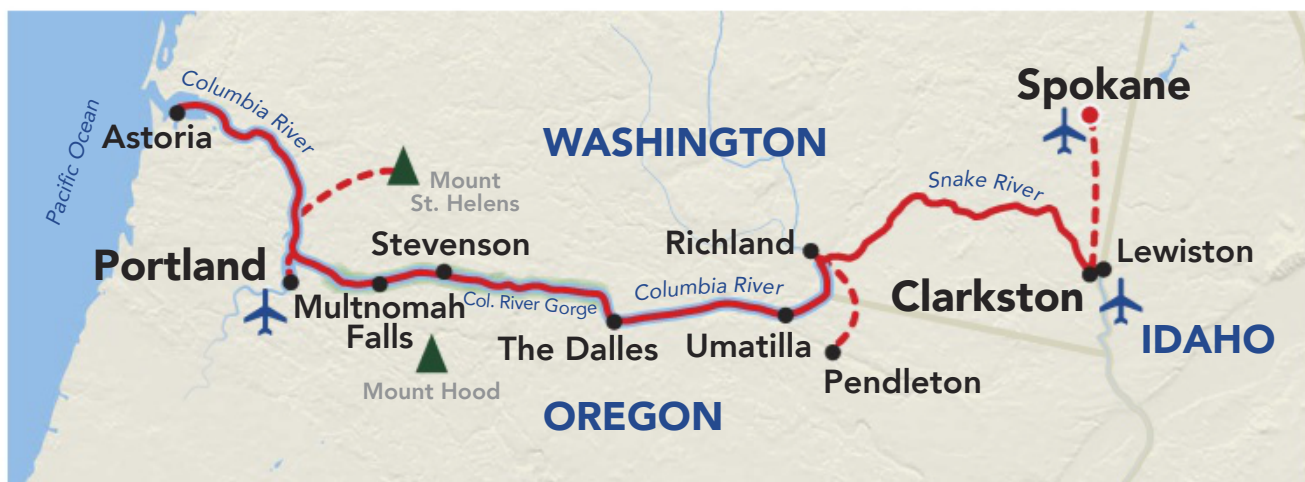 Pacific Ocean
Columbia River
Astoria
WASHINGTON
Spokane
Mount
St. Helens
Snake River
Portland
Stevenson
Richland
Lewiston
Multnomah
Falls
Col. River Gorge
Columbia River
Clarkston
The Dalles
Umatilla
IDAHO
Mount Hood
Pendleton
OREGON